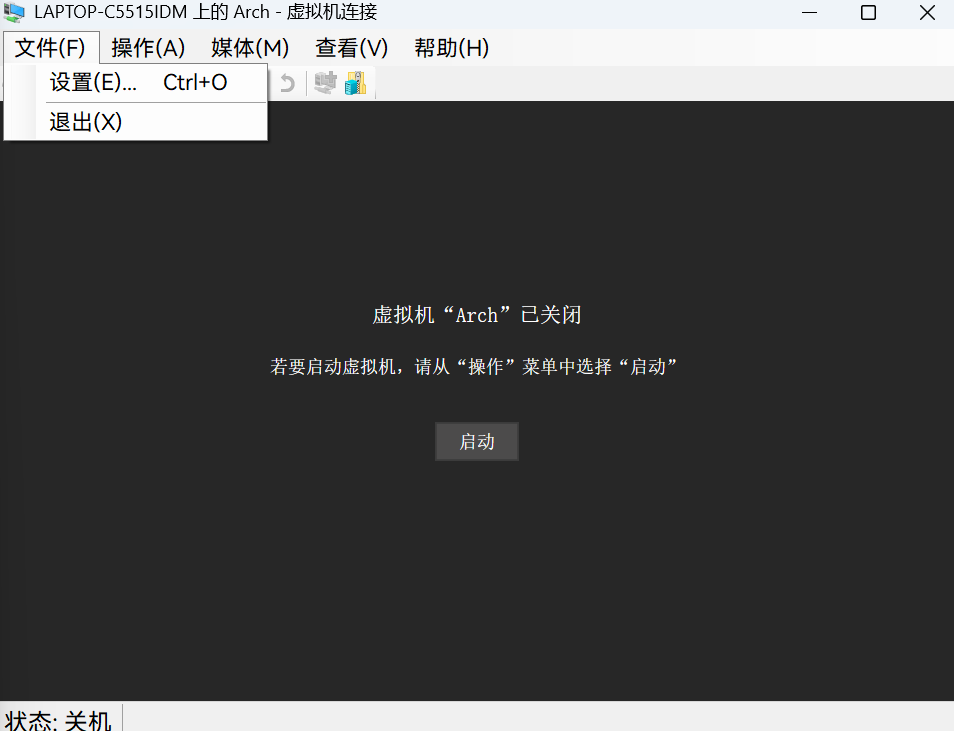 LAPTOP-C5515IDM 上的 Arch - 虚拟机连接
文件(F) 操作(A) 媒体(M) 查看(V) 帮助(H)
设置(E)... Ctrl+O
退出(X)
虚拟机“Arch”已关闭
若要启动虚拟机，请从“操作”菜单中选择“启动”
启动
状态: 关机